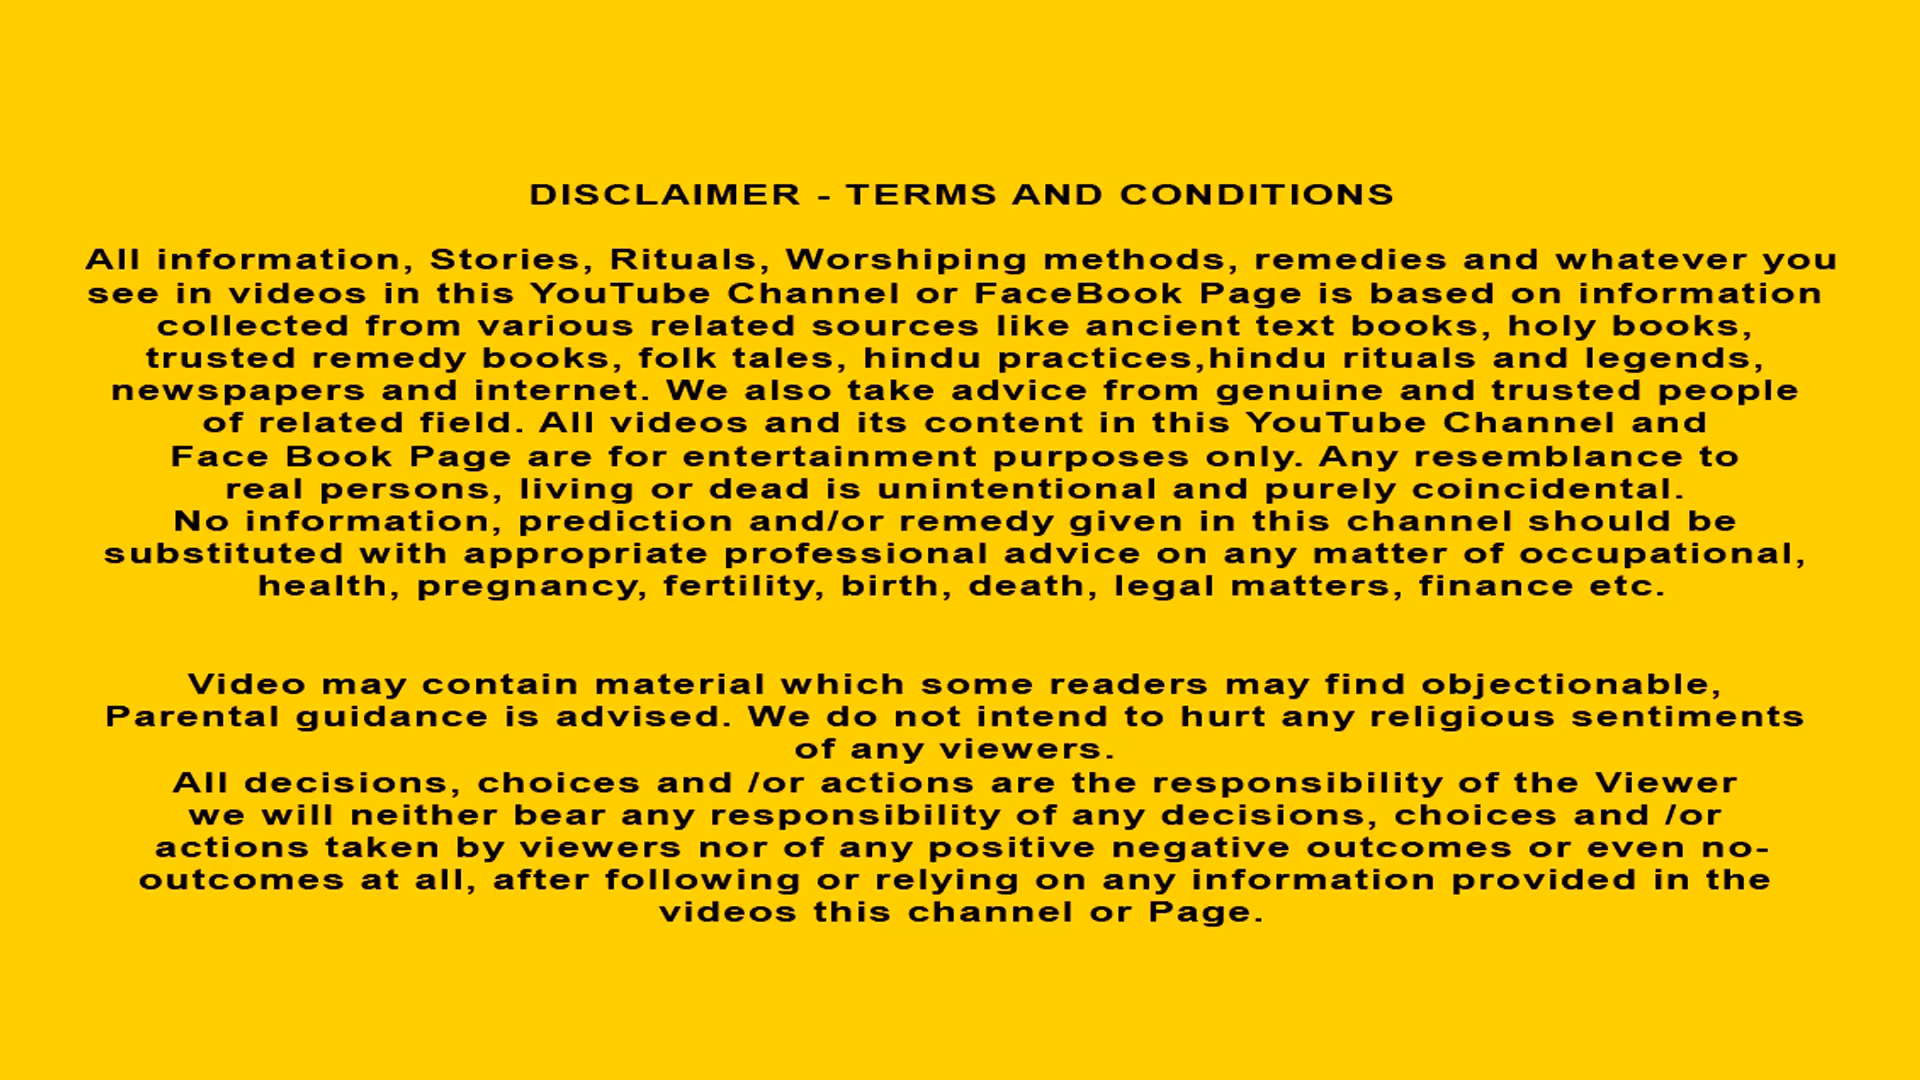 DISCLAIMER - TERMS AND CONDITIONS
All information, Stories, Rituals, Worshiping methods, remedies and whatever you
see in videos in this YouTube Channel or FaceBook Page is based on information
collected from various related sources like ancient text books, holy books,
trusted remedy books, folk tales, hindu practices,hindu rituals and legends,
newspapers and internet. We also take advice from genuine and trusted people
of related field. All videos and its content in this YouTube Channel and
Face Book Page are for entertainment purposes only. Any resemblance to
real persons, living or dead is unintentional and purely coincidental.
No information, prediction and/or remedy given in this channel should be
substituted with appropriate professional advice on any matter of occupational,
health, pregnancy, fertility, birth, death, legal matters, finance etc.
Video may contain material which some readers may find objectionable,
Parental guidance is advised. We do not intend to hurt any religious sentiments
of any viewers.
All decisions, choices and /or actions are the responsibility of the Viewer
we will neither bear any responsibility of any decisions, choices and /or
actions taken by viewers nor of any positive negative outcomes or even no-
outcomes at all, after following or relying on any information provided in the
videos this channel or Page.